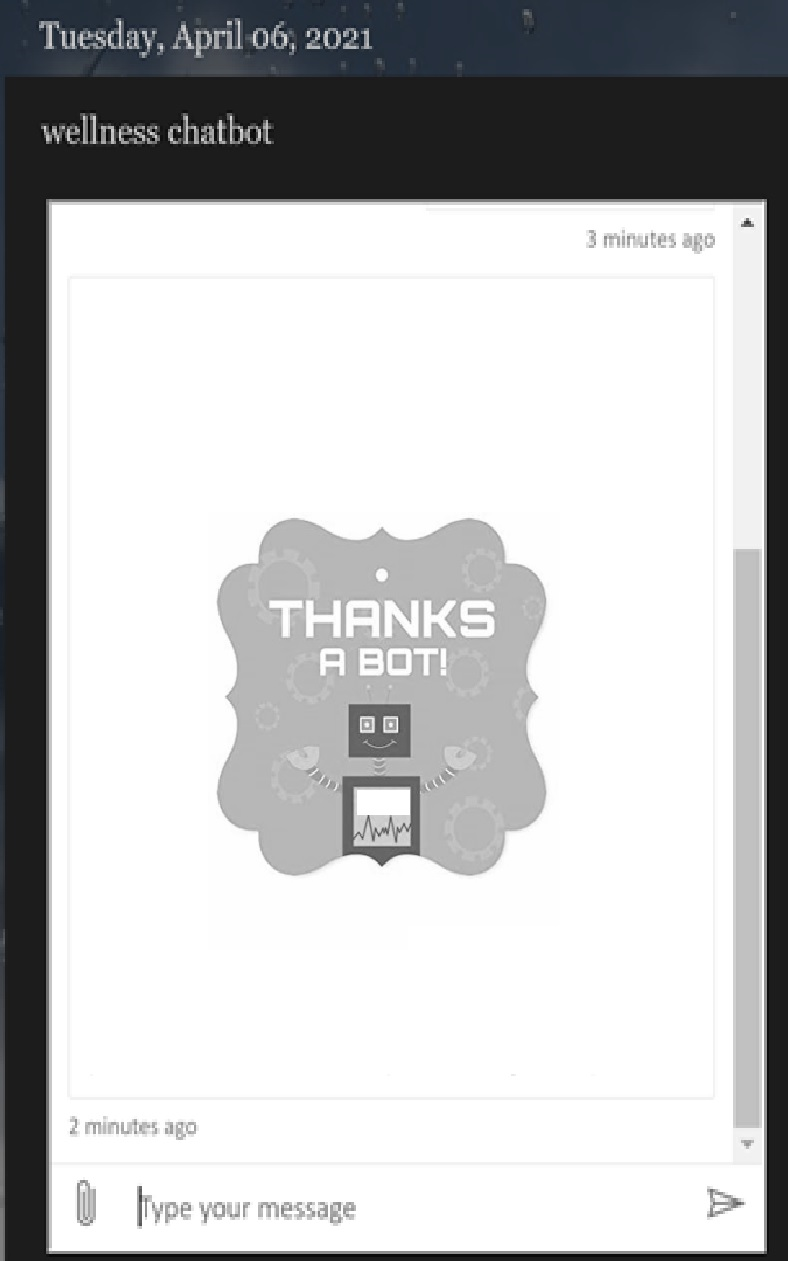 Tuesday, April 06, 2021
wellness chatbot
3 minutes ago
THANKS
A BOT!
2 minutes ago
Type your message